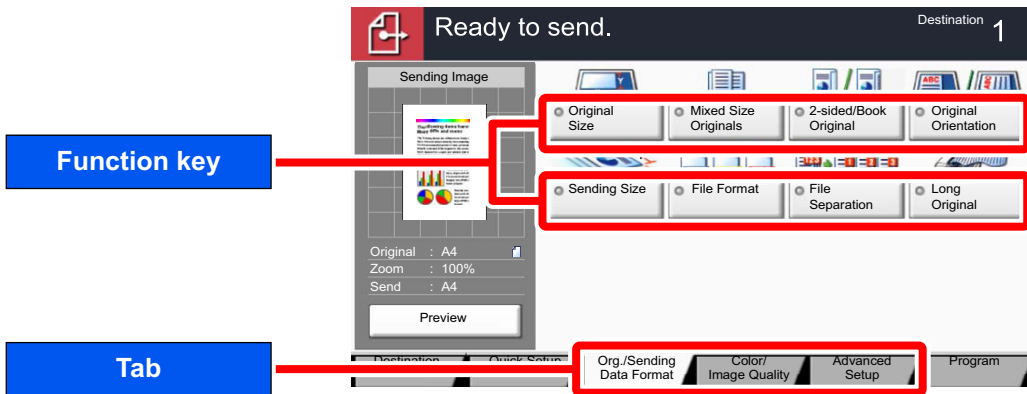 Ready to send.
Destination 1
Sending Image
Original
Size
Mixed Size
Originals
2-sided/Book
Original
Original
Orientation
Function key
Sending Size
File Format
File
Separation
Long
Original
Original : A4
Zoom : 100%
Send : A4
Preview
Tab
Destination
Quick Setup
Org./Sending
Data Format
Color/
Image Quality
Advanced
Setup
Program
ABC